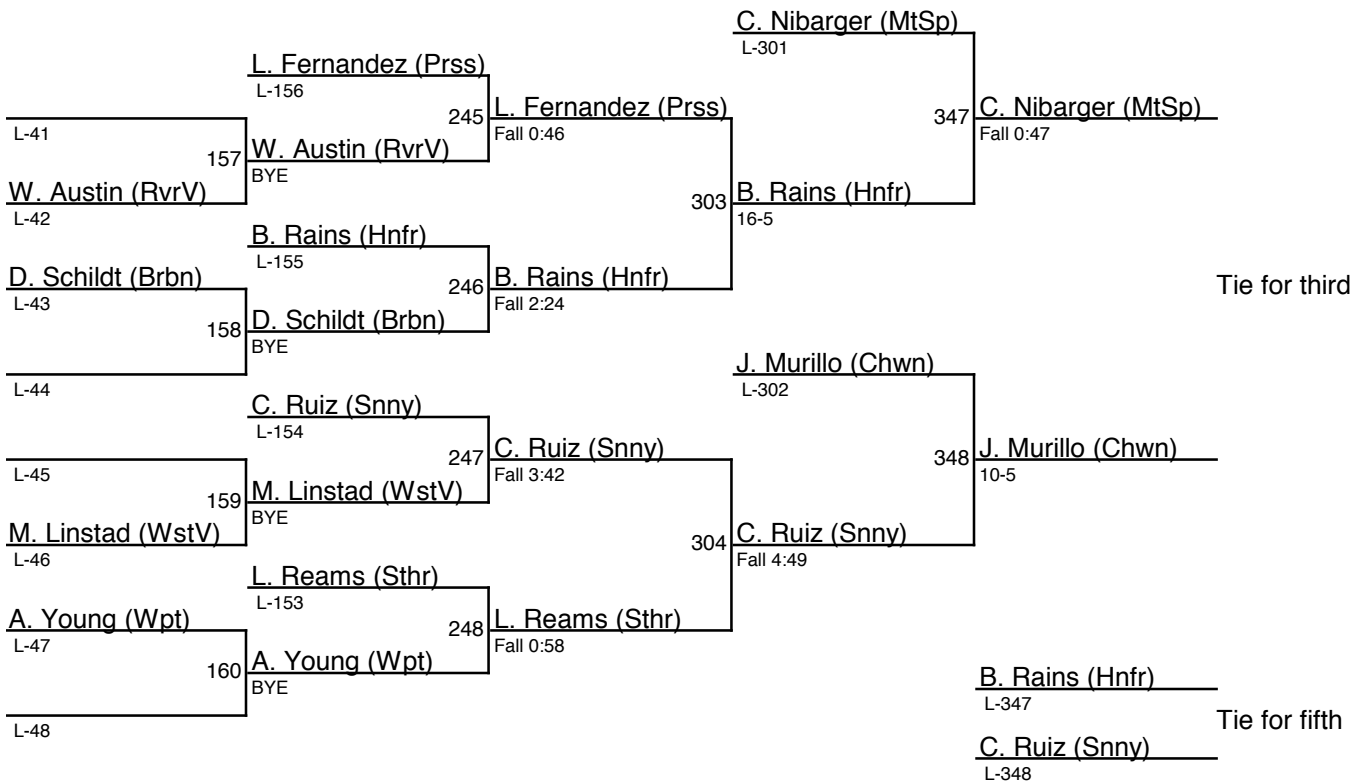 C. Nibarger (MtSp)
L-301
L. Fernandez (Prss)
L-156
245 L. Fernandez (Prss)
Fall 0:46
347 C. Nibarger (MtSp)
Fall 0:47
L-41
157 W. Austin (RvrV)
BYE
W. Austin (RvrV)
L-42
303 B. Rains (Hnfr)
16-5
B. Rains (Hnfr)
L-155
D. Schildt (Brbn)
L-43
246 B. Rains (Hnfr)
Fall 2:24
Tie for third
158 D. Schildt (Brbn)
BYE
L-44
J. Murillo (Chwn)
L-302
C. Ruiz (Snny)
L-154
L-45
247 C. Ruiz (Snny)
Fall 3:42
348 J. Murillo (Chwn)
10-5
159 M. Linstad (WstV)
BYE
M. Linstad (WstV)
L-46
304 C. Ruiz (Snny)
Fall 4:49
L. Reams (Sthr)
L-153
A. Young (Wpt)
L-47
248 L. Reams (Sthr)
Fall 0:58
160 A. Young (Wpt)
BYE
L-48
B. Rains (Hnfr)
L-347
Tie for fifth
C. Ruiz (Snny)
L-348